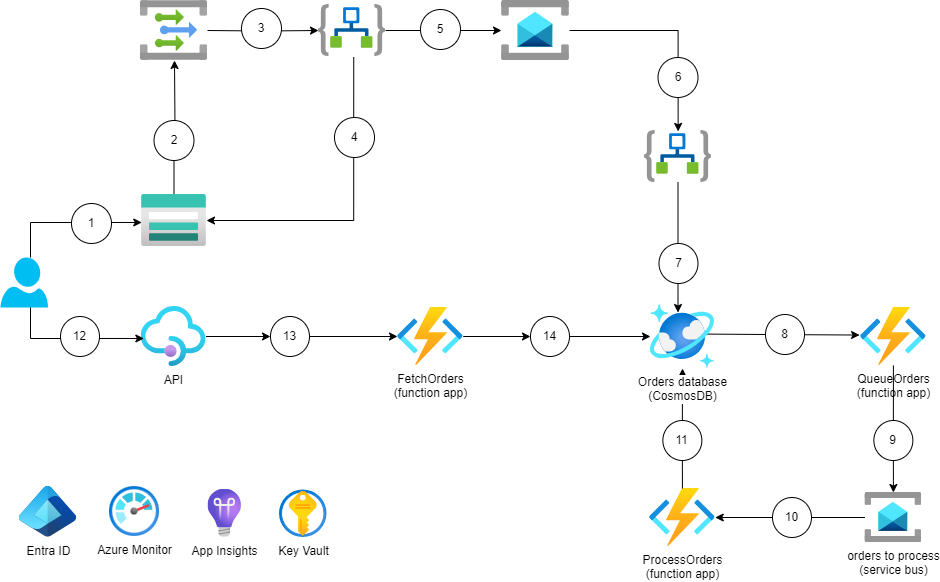 3
5
6
2
4
1
7
12
13
14
8
API
FetchOrders
(function app)
Orders database
(CosmosDB)
QueueOrders
(function app)
11
9
10
Entra ID
Azure Monitor
App Insights
Key Vault
ProcessOrders
(function app)
orders to process
(service bus)